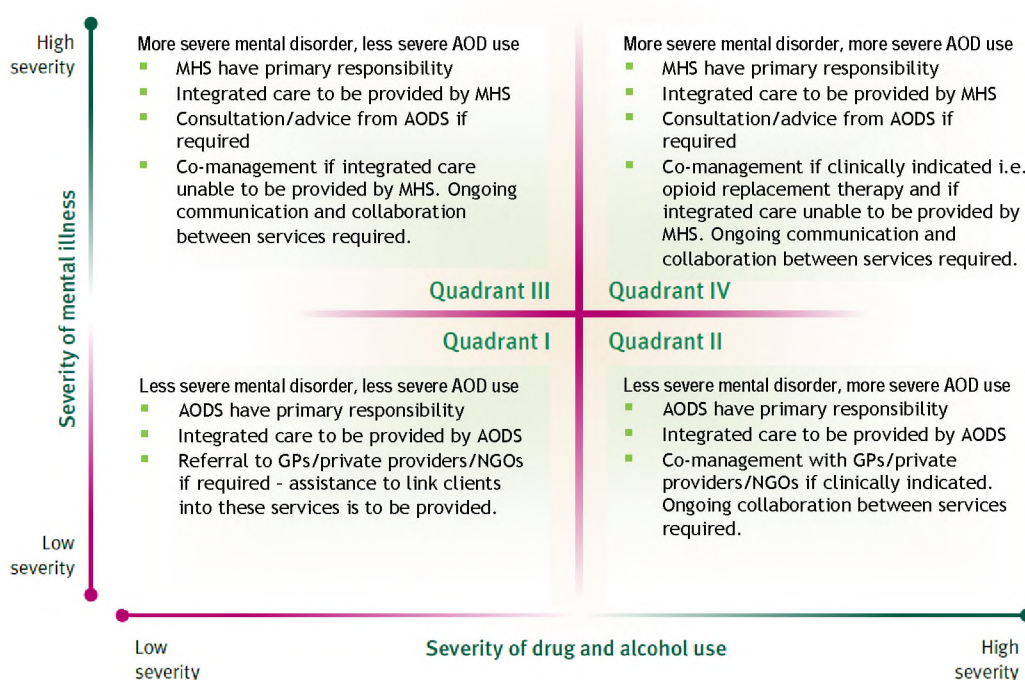 High
severity
More severe mental disorder, less severe AOD use
▪ MHS have primary responsibility
▪ Integrated care to be provided by MHS
▪ Consultation/advice from AODS if
required
▪ Co-management if integrated care
unable to be provided by MHS. Ongoing
communication and collaboration
between services required.
Quadrant III
More severe mental disorder, more severe AOD use
▪ MHS have primary responsibility
▪ Integrated care to be provided by MHS
▪ Consultation/advice from AODS if
required
▪ Co-management if clinically indicated i.e.
opioid replacement therapy and if
integrated care unable to be provided by
MHS. Ongoing communication and
collaboration between services required.
Quadrant IV
Severity of mental illness
Quadrant I
Less severe mental disorder, less severe AOD use
▪ AODS have primary responsibility
▪ Integrated care to be provided by AODS
▪ Referral to GPs/private providers/NGOs
if required - assistance to link clients
into these services is to be provided.
Quadrant II
Less severe mental disorder, more severe AOD use
▪ AODS have primary responsibility
▪ Integrated care to be provided by AODS
▪ Co-management with GPs/private
providers/NGOs if clinically indicated.
Ongoing collaboration between services
required.
Low
severity
Low
severity
Severity of drug and alcohol use
High
severity